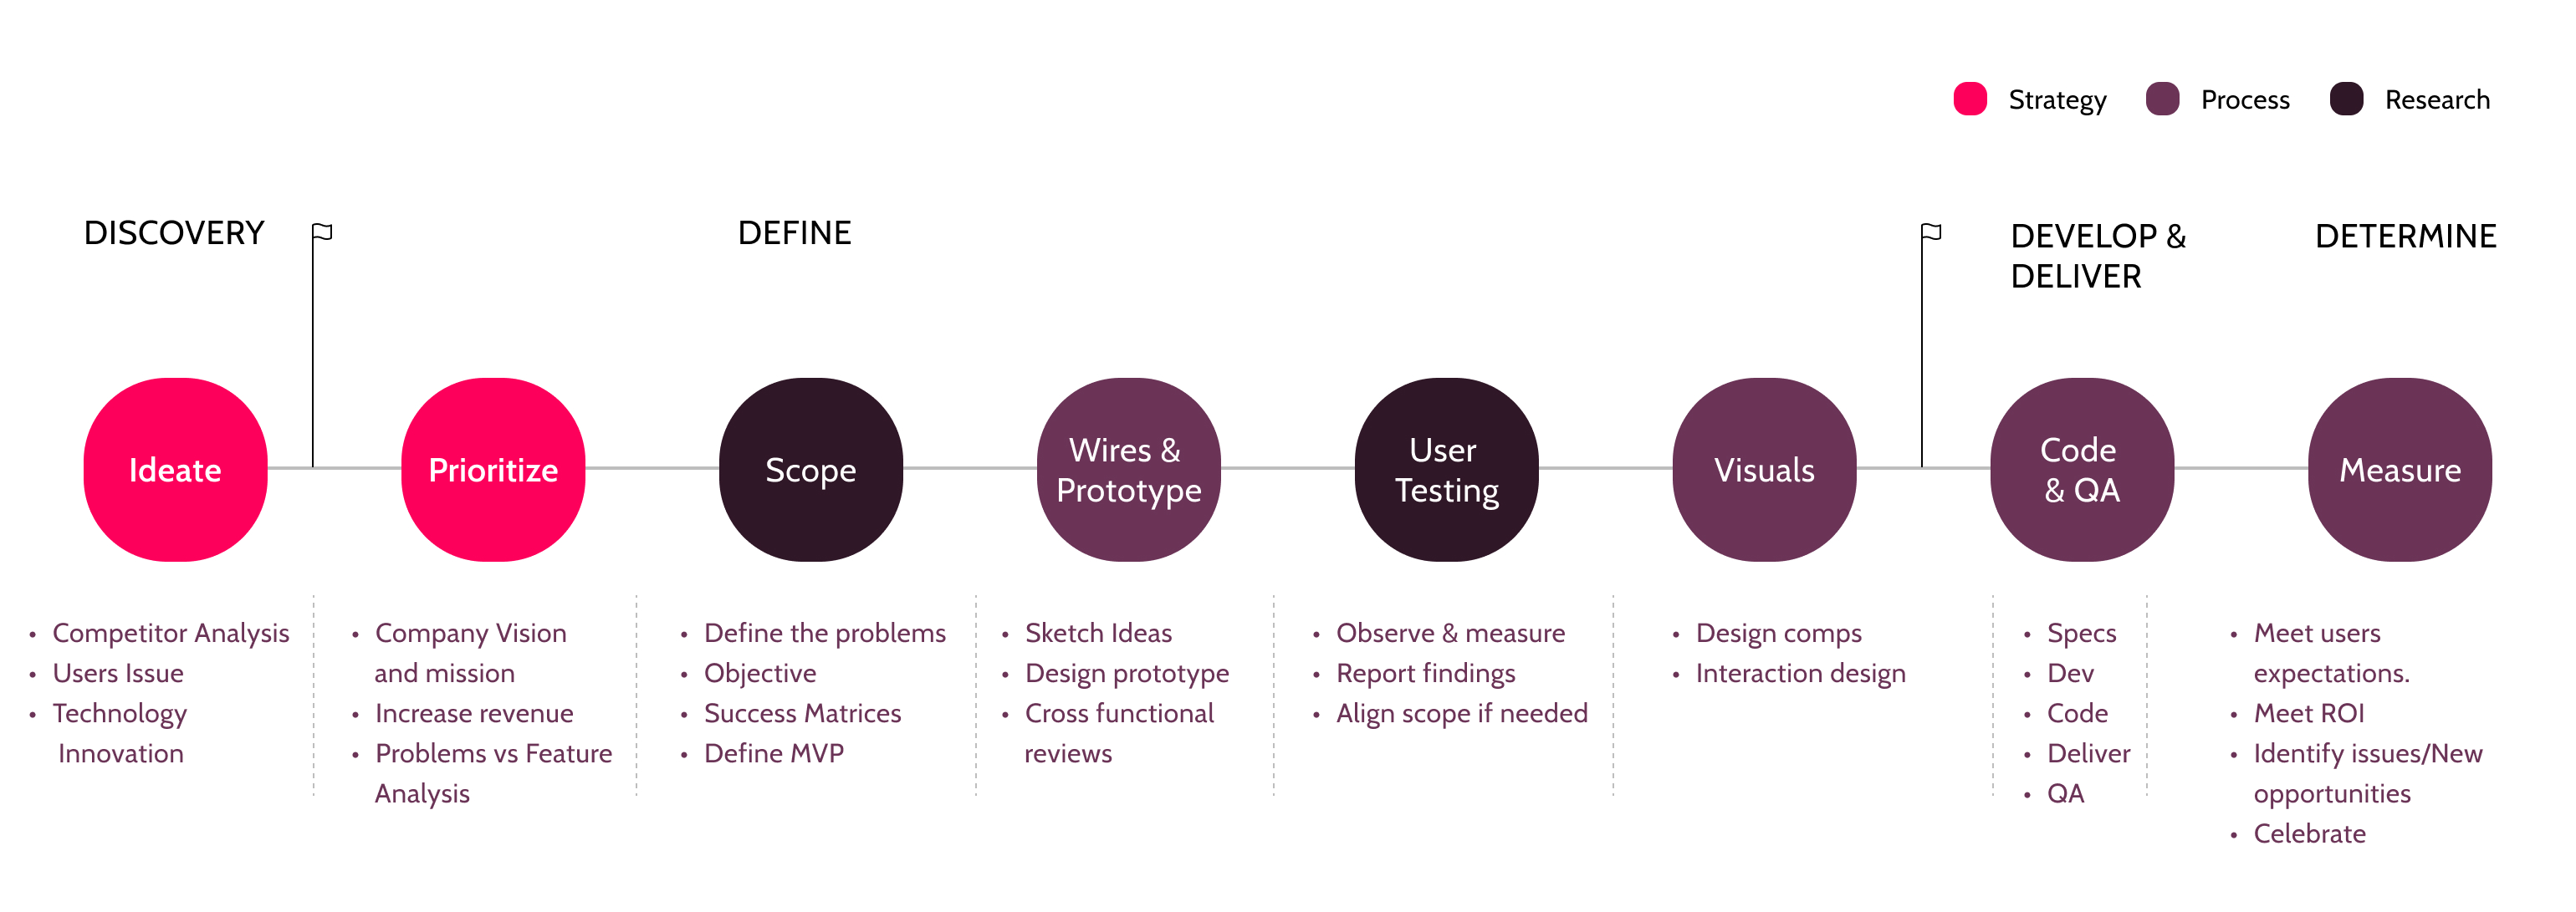 Strategy Process Research
DISCOVERY
DEFINE
DEVELOP &
DELIVER
DETERMINE
Ideate
Prioritize
Scope
Wires &
Prototype
User
Testing
Visuals
Code
& QA
Measure
• Competitor Analysis
• Users Issue
• Technology
Innovation
• Company Vision
and mission
• Increase revenue
• Problems vs Feature
Analysis
• Define the problems
• Objective
• Success Matrices
• Define MVP
• Sketch Ideas
• Design prototype
• Cross functional
reviews
• Observe & measure
• Report findings
• Align scope if needed
• Design comps
• Interaction design
• Specs
• Dev
• Code
• Deliver
• QA
• Meet users
expectations.
• Meet ROI
• Identify issues/New
opportunities
• Celebrate